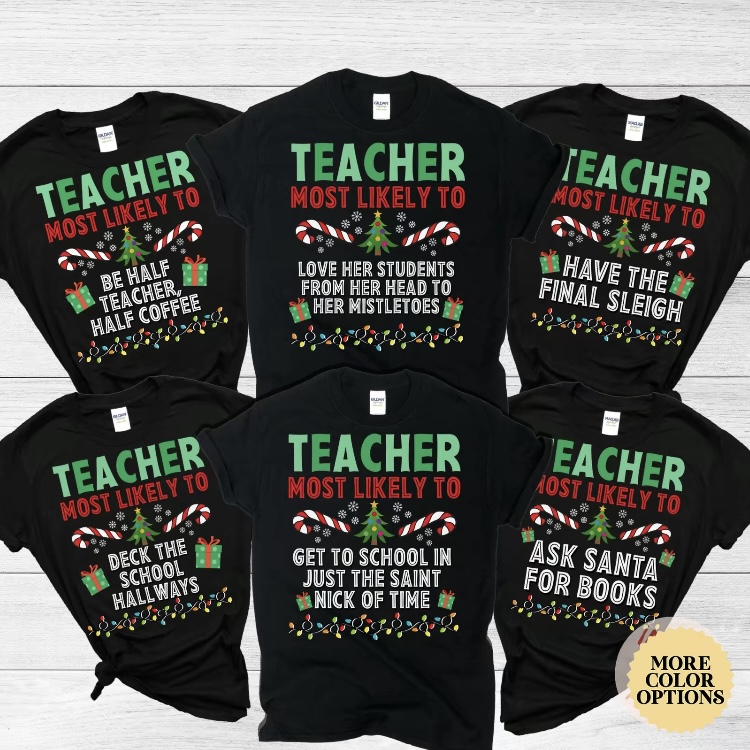 TEACHER
MOST LIKELY TO
BE HALF
TEACHER,
HALF COFFEE
GILDAN
TEACHER
MOST LIKELY TO
LOVE HER STUDENTS
FROM HER HEAD TO
HER MISTLETOES
TEACHER
MOST LIKELY TO
HAVE THE
FINAL SLEIGH
TEACHER
MOST LIKELY TO
DECK THE
SCHOOL
HALLWAYS
TEACHER
MOST LIKELY TO
GET TO SCHOOL IN
JUST THE SAINT
NICK OF TIME
TEACHER
MOST LIKELY TO
ASK SANTA
FOR BOOKS
MORE
COLOR
OPTIONS